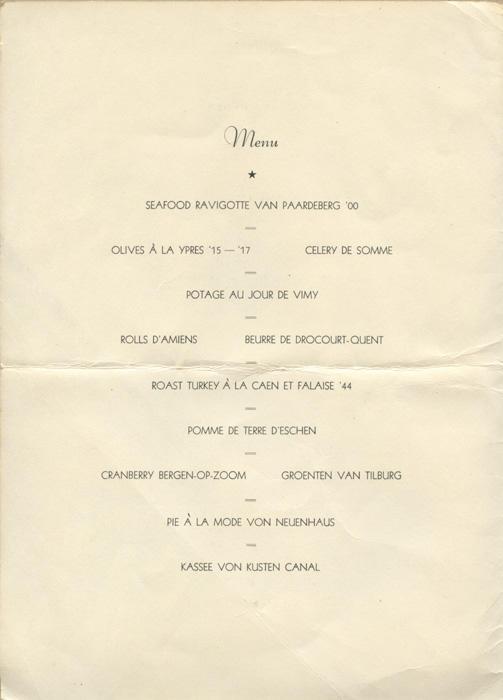 Menu
SEAFOOD RAVIGOTTE VAN PAARDEBERG '00
OLIVES À LA YPRES '15 — '17 CELERY DE SOMME
POTAGE AU JOUR DE VIMY
ROLLS D'AMIENS BEURRE DE DROCOURT-QUENT
ROAST TURKEY À LA CAEN ET FALAISE '44
POMME DE TERRE D'ESCHEN
CRANBERRY BERGEN-OP-ZOOM GROENTEN VAN TILBURG
PIE À LA MODE VON NEUENHAUS
KASSEE VON KUSTEN CANAL